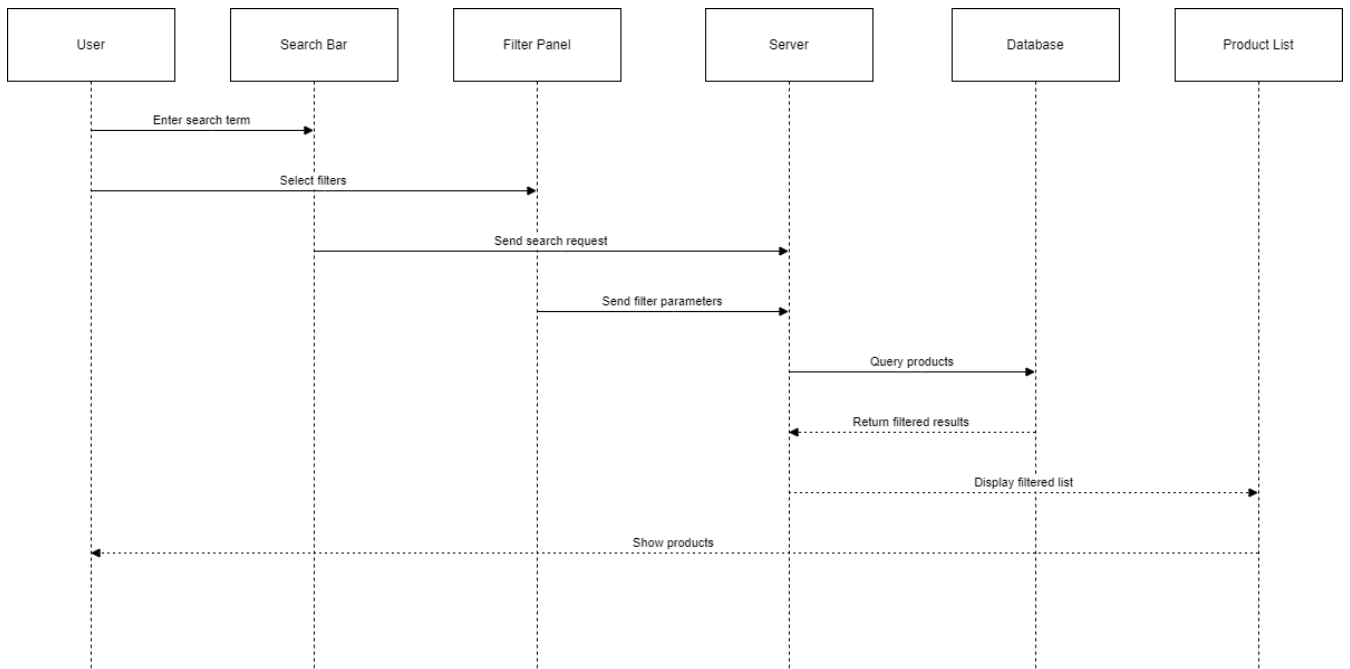 User
Search Bar
Filter Panel
Server
Database
Product List
Enter search term
Select filters
Send search request
Send filter parameters
Query products
Return filtered results
Display filtered list
Show products